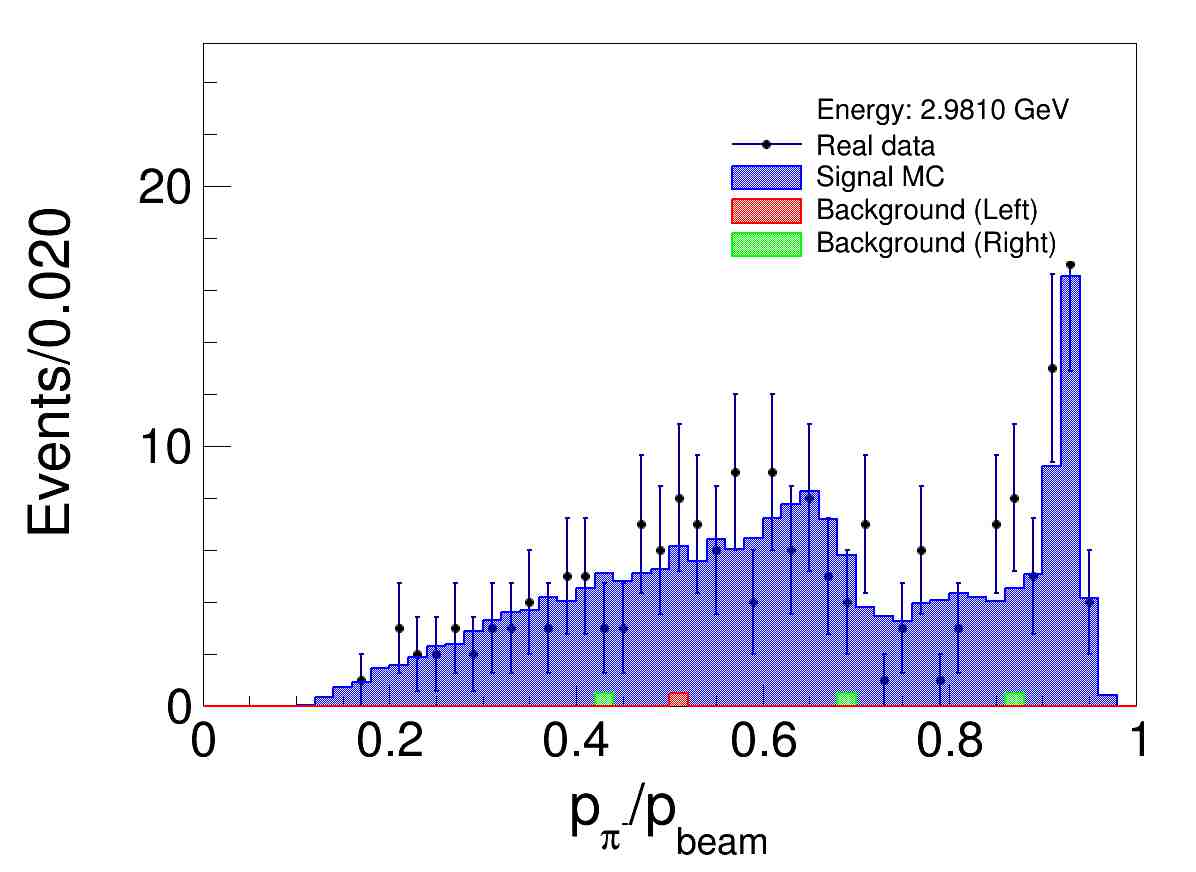 Energy: 2.9810 GeV
Real data
Signal MC
Background (Left)
Background (Right)
Events/0.020
20
10
0
0 0.2 0.4 0.6 0.8 1
pπ-/pbeam